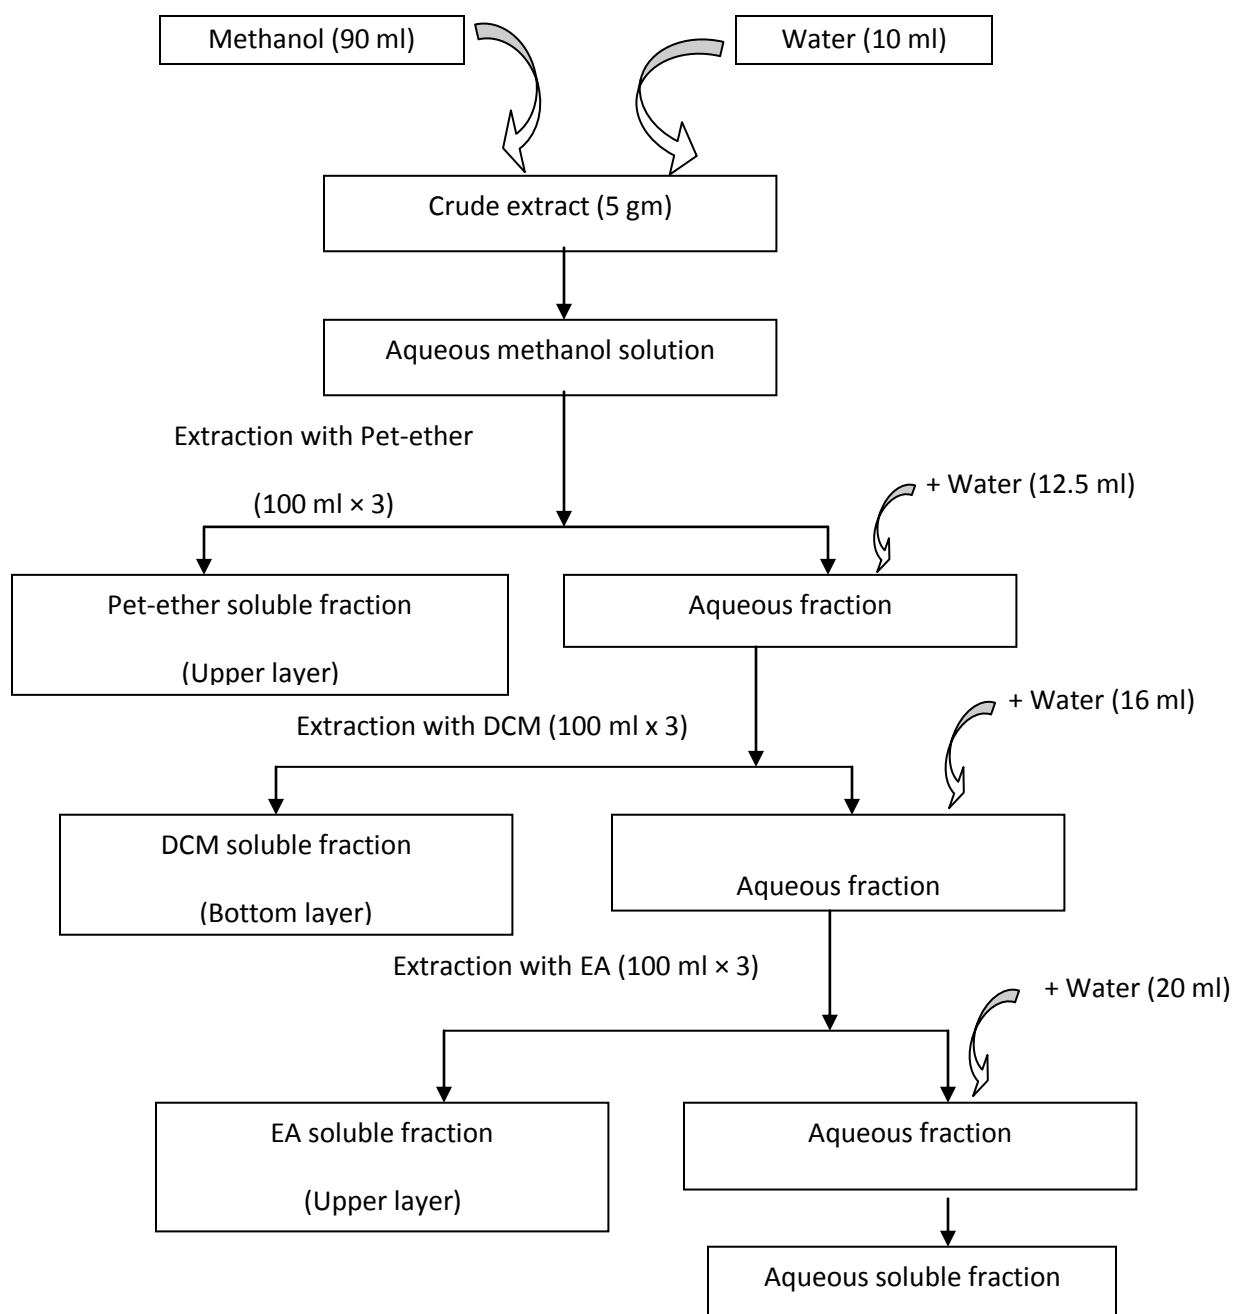 Methanol (90 ml)
Water (10 ml)
Crude extract (5 gm)
Aqueous methanol solution
Extraction with Pet-ether
(100 ml × 3)
+ Water (12.5 ml)
Pet-ether soluble fraction
(Upper layer)
Aqueous fraction
+ Water (16 ml)
Extraction with DCM (100 ml x 3)
DCM soluble fraction
(Bottom layer)
Aqueous fraction
Extraction with EA (100 ml × 3)
+ Water (20 ml)
EA soluble fraction
(Upper layer)
Aqueous fraction
Aqueous soluble fraction